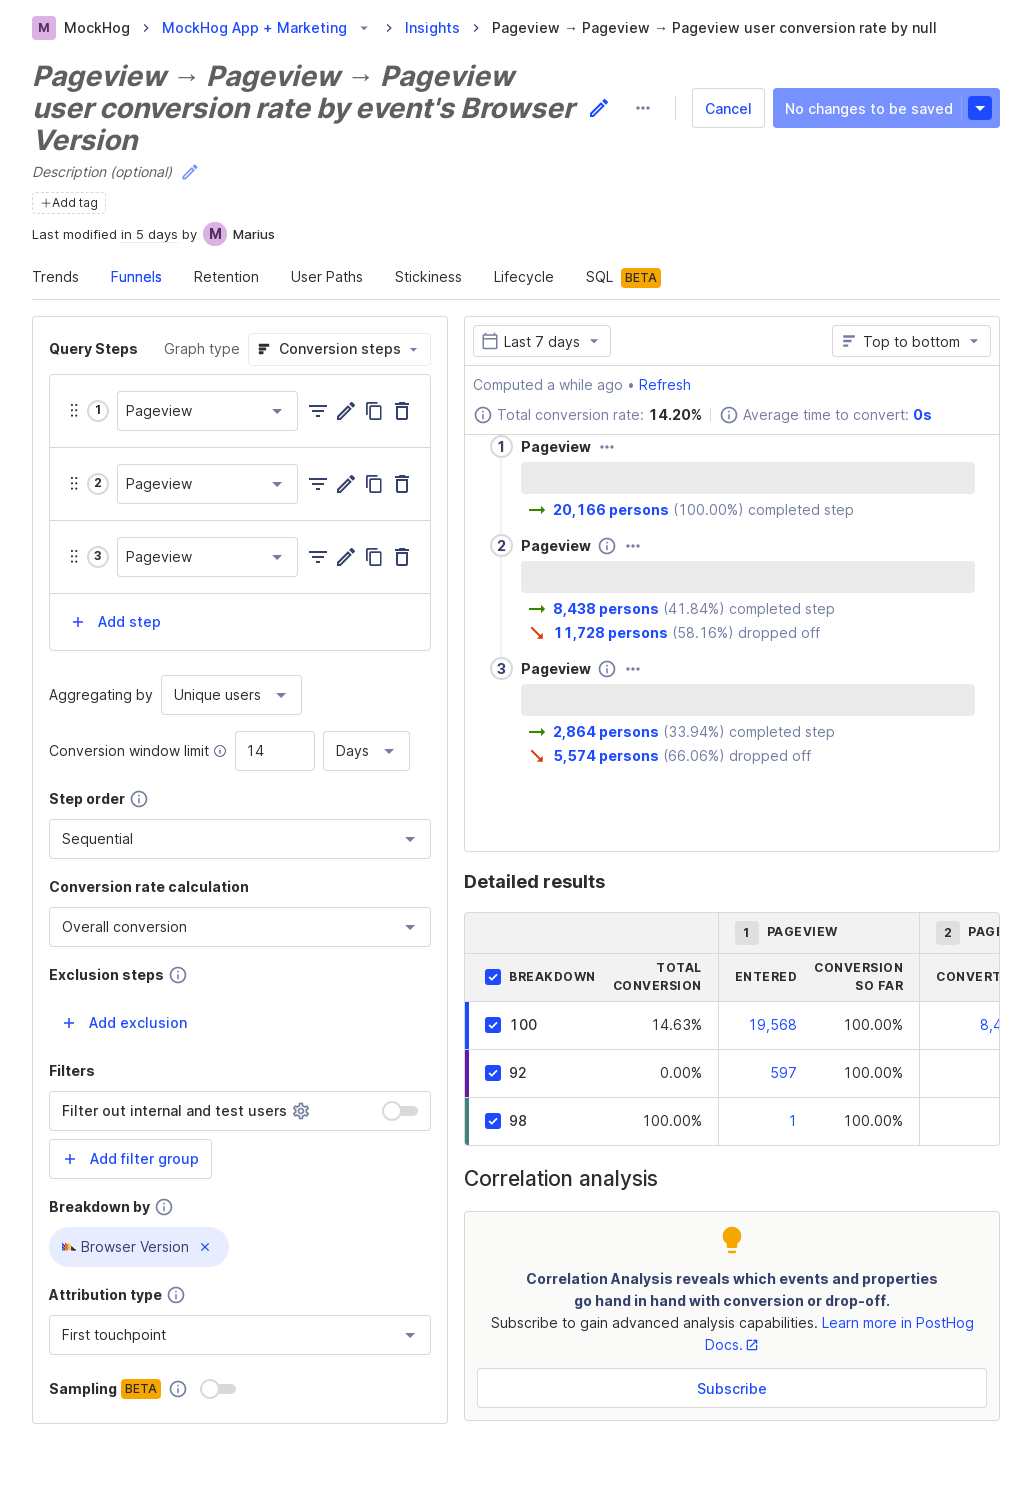 M MockHog > MockHog App + Marketing > Insights > Pageview → Pageview → Pageview user conversion rate by null
Pageview → Pageview → Pageview
user conversion rate by event's Browser
Version
Cancel
No changes to be saved
Description (optional)
+Add tag
Last modified in 5 days by M Marius
Trends Funnels Retention User Paths Stickiness Lifecycle SQL BETA
Query Steps Graph type Conversion steps
1 Pageview
2 Pageview
3 Pageview
+ Add step
Aggregating by Unique users
Conversion window limit 14 Days
Step order
Sequential
Conversion rate calculation
Overall conversion
Exclusion steps
+ Add exclusion
Filters
Filter out internal and test users
+ Add filter group
Breakdown by
Browser Version ×
Attribution type
First touchpoint
Sampling BETA
Last 7 days Top to bottom
Computed a while ago • Refresh
Total conversion rate: 14.20% Average time to convert: 0s
1 Pageview
20,166 persons (100.00%) completed step
2 Pageview
8,438 persons (41.84%) completed step
11,728 persons (58.16%) dropped off
3 Pageview
2,864 persons (33.94%) completed step
5,574 persons (66.06%) dropped off
Detailed results
1 PAGEVIEW 2 PAGE
BREAKDOWN TOTAL CONVERSION ENTERED CONVERSION SO FAR CONVERT
100 14.63% 19,568 100.00% 8,4
92 0.00% 597 100.00%
98 100.00% 1 100.00%
Correlation analysis
Correlation Analysis reveals which events and properties
go hand in hand with conversion or drop-off.
Subscribe to gain advanced analysis capabilities. Learn more in PostHog
Docs.
Subscribe